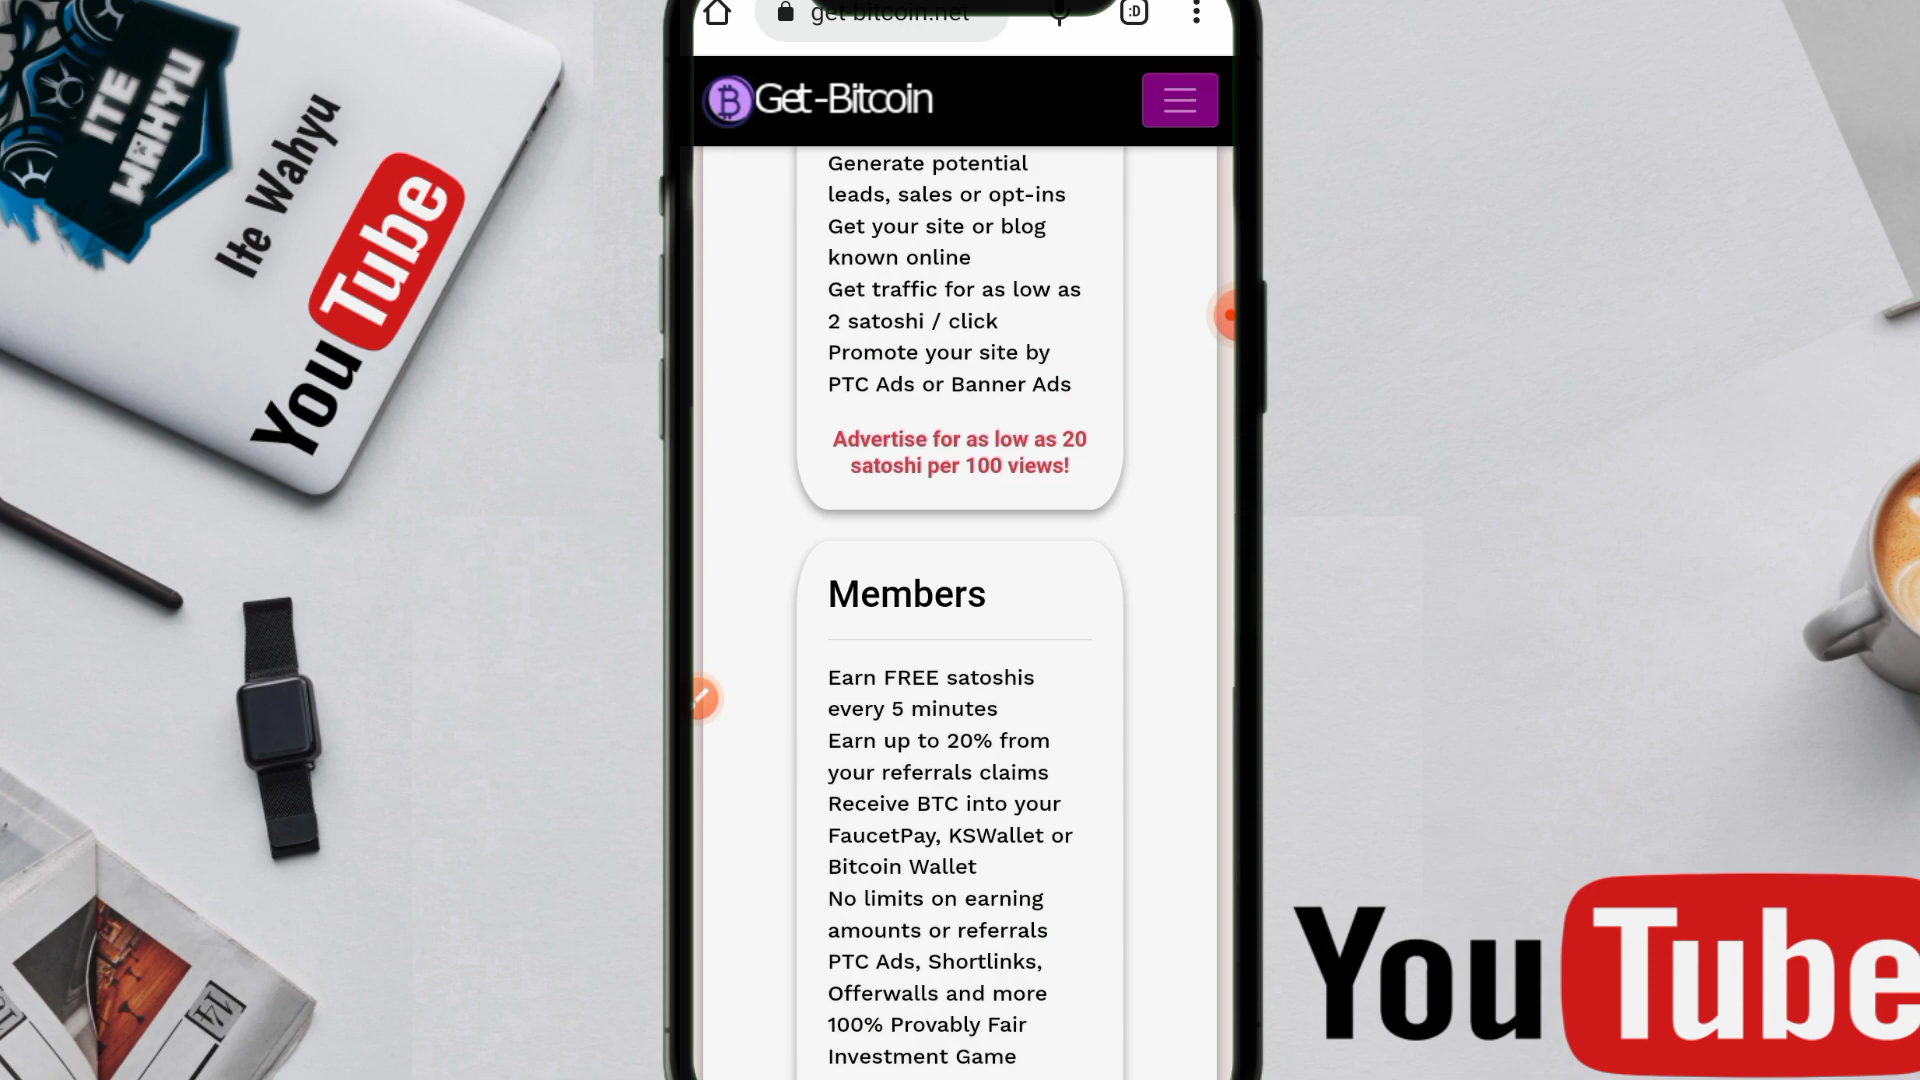 ITE
WAHYU
Ite Wahyu
YouTube
get-bitcoin.net
:D
Get-Bitcoin
Generate potential
leads, sales or opt-ins
Get your site or blog
known online
Get traffic for as low as
2 satoshi / click
Promote your site by
PTC Ads or Banner Ads
Advertise for as low as 20
satoshi per 100 views!
Members
Earn FREE satoshis
every 5 minutes
Earn up to 20% from
your referrals claims
Receive BTC into your
FaucetPay, KSWallet or
Bitcoin Wallet
No limits on earning
amounts or referrals
PTC Ads, Shortlinks,
Offerwalls and more
100% Provably Fair
Investment Game
YouTube